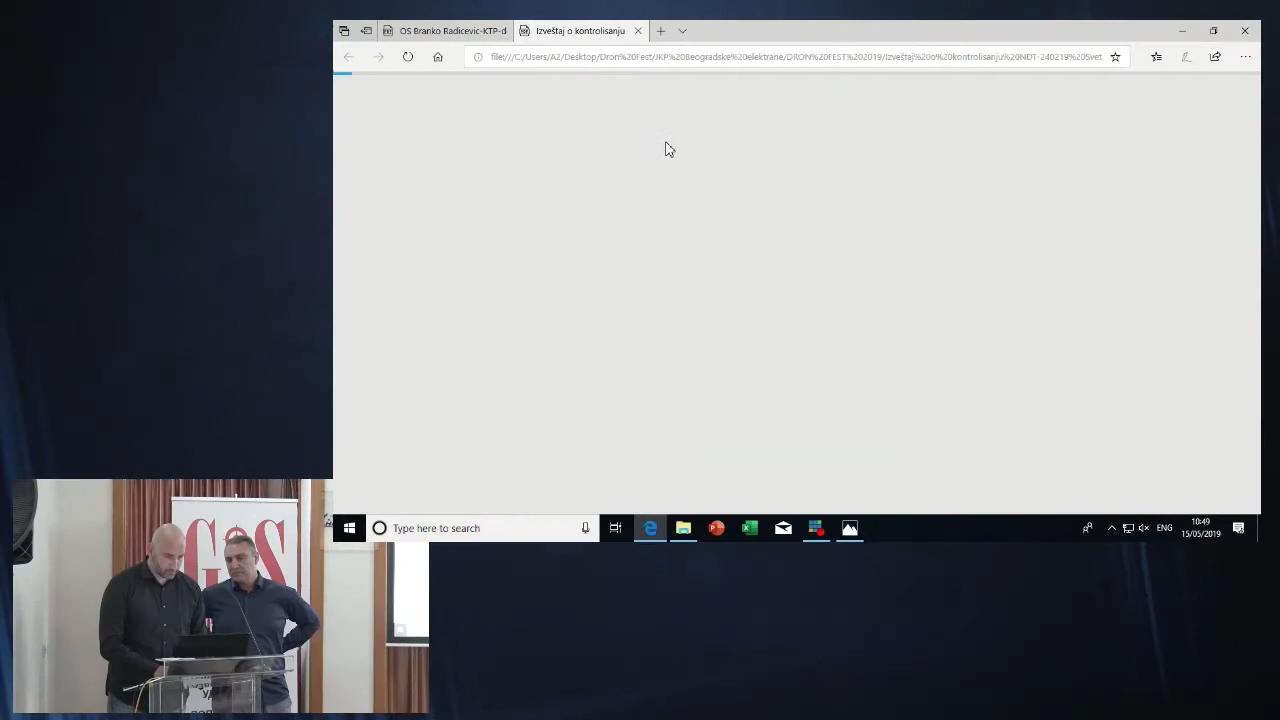 OS Branko Radicevic-KTP-d
Izveštaj o kontrolisanju
file:///C:/Users/A2/Desktop/Dron%20Fest/JKP%20Beogradske%20elektrane/DRON%20FEST%202019/Izveštaj%20o%20kontrolisanju%20NDT-240219%20Svet
Type here to search
ENG
10:49
15/05/2019